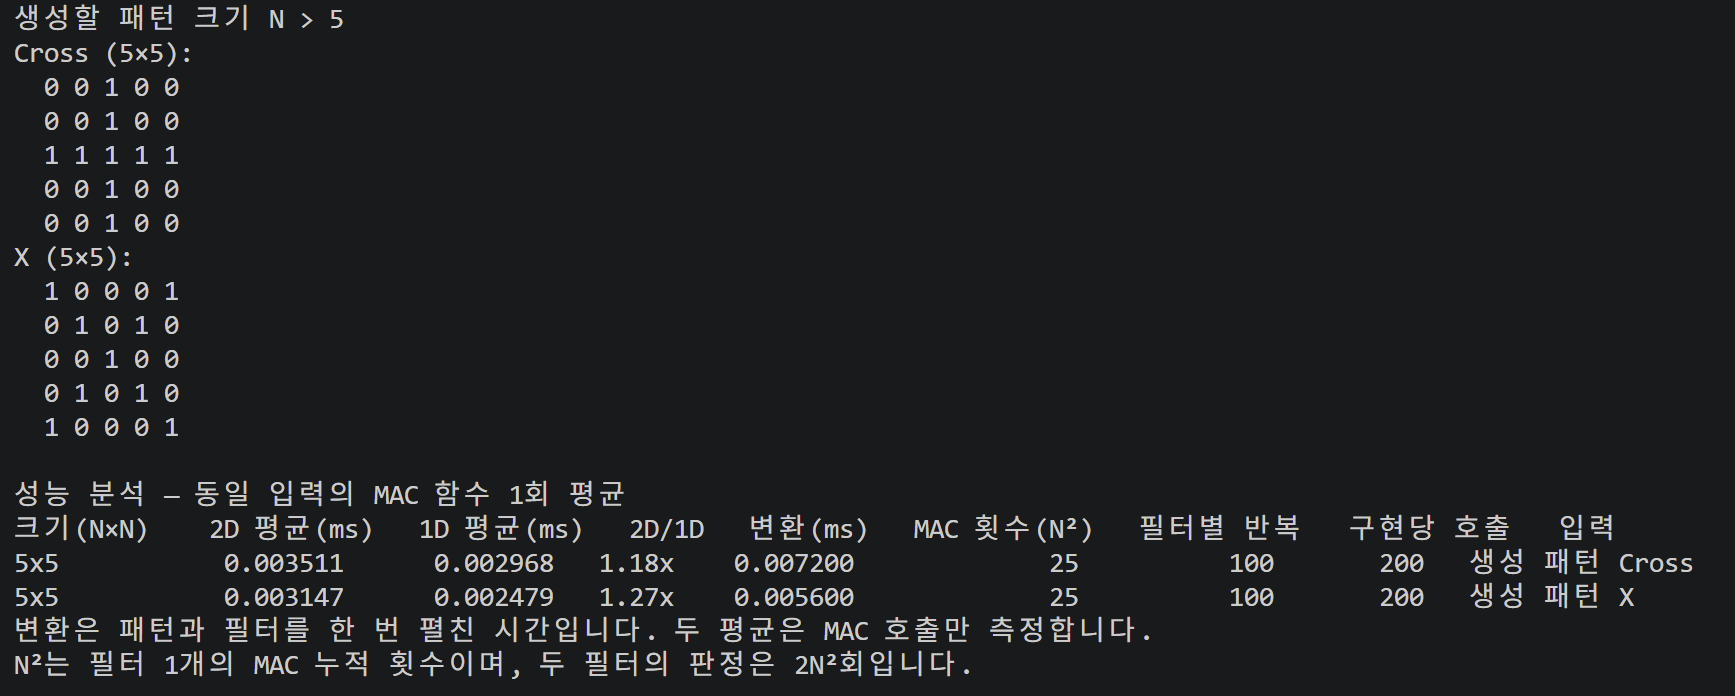 생성할 패턴 크기 N > 5
Cross (5×5):
0 0 1 0 0
0 0 1 0 0
1 1 1 1 1
0 0 1 0 0
0 0 1 0 0
X (5×5):
1 0 0 0 1
0 1 0 1 0
0 0 1 0 0
0 1 0 1 0
1 0 0 0 1
성능 분석 — 동일 입력의 MAC 함수 1회 평균
크기(N×N) 2D 평균(ms) 1D 평균(ms) 2D/1D 변환(ms) MAC 횟수(N²) 필터별 반복 구현당 호출 입력
5x5 0.003511 0.002968 1.18x 0.007200 25 100 200 생성 패턴 Cross
5x5 0.003147 0.002479 1.27x 0.005600 25 100 200 생성 패턴 X
변환은 패턴과 필터를 한 번 펼친 시간입니다. 두 평균은 MAC 호출만 측정합니다.
N²는 필터 1개의 MAC 누적 횟수이며, 두 필터의 판정은 2N²회입니다.